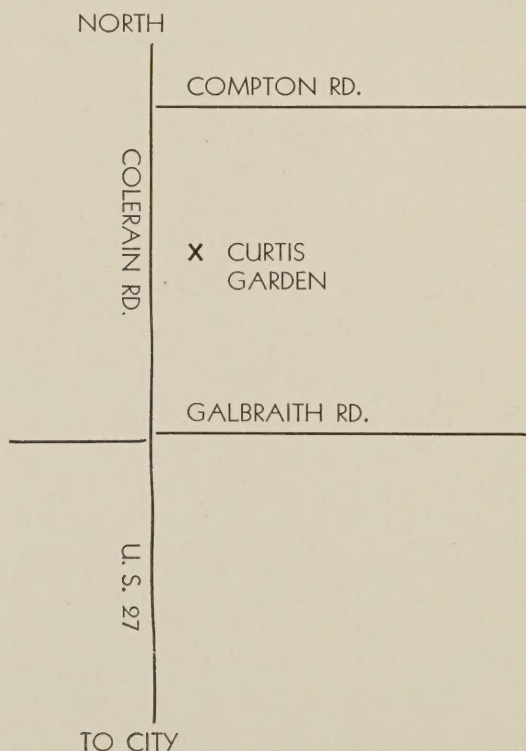 NORTH
COMPTON RD.
COLERAIN RD.
X CURTIS
GARDEN
GALBRAITH RD.
U. S. 27
TO CITY